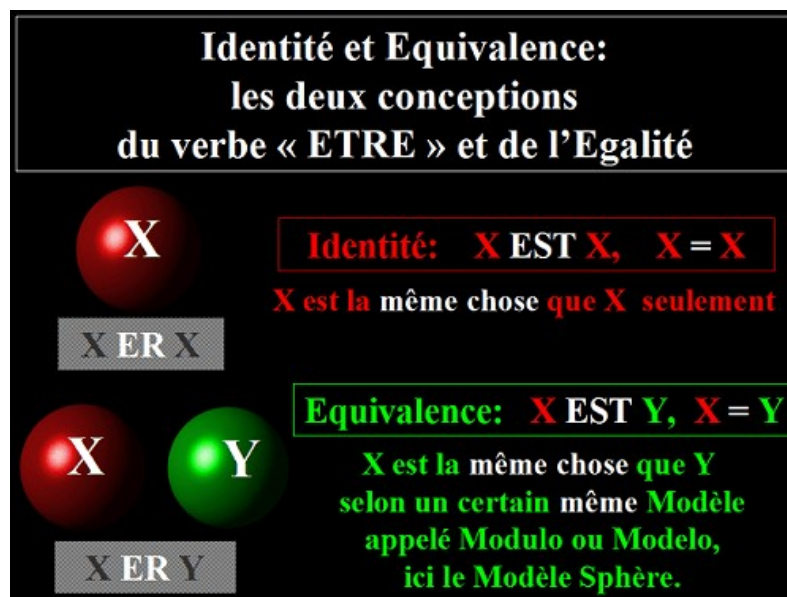 Identité et Equivalence:
les deux conceptions
du verbe « ETRE » et de l'Egalité
X
Identité: X EST X, X = X
X est la même chose que X seulement
X ER X
Equivalence: X EST Y, X = Y
X
Y
X est la même chose que Y
selon un certain même Modèle
appelé Modulo ou Modelo,
ici le Modèle Sphère.
X ER Y